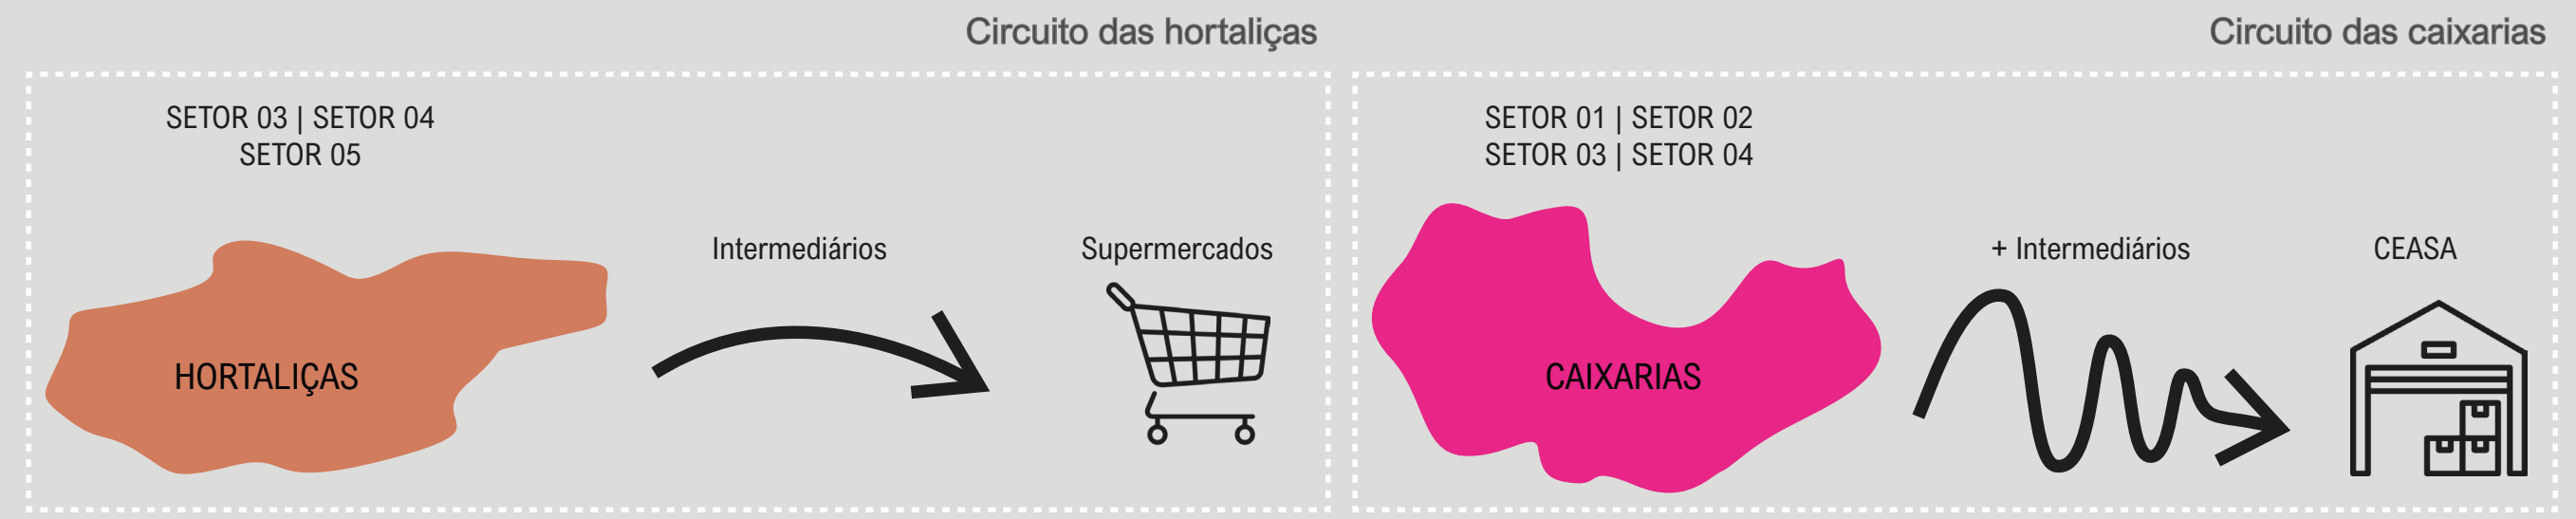 Circuito das hortaliças
SETOR 03 | SETOR 04
SETOR 05
Intermediários
Supermercados
HORTALIÇAS
Circuito das caixarias
SETOR 01 | SETOR 02
SETOR 03 | SETOR 04
+ Intermediários
CEASA
CAIXARIAS